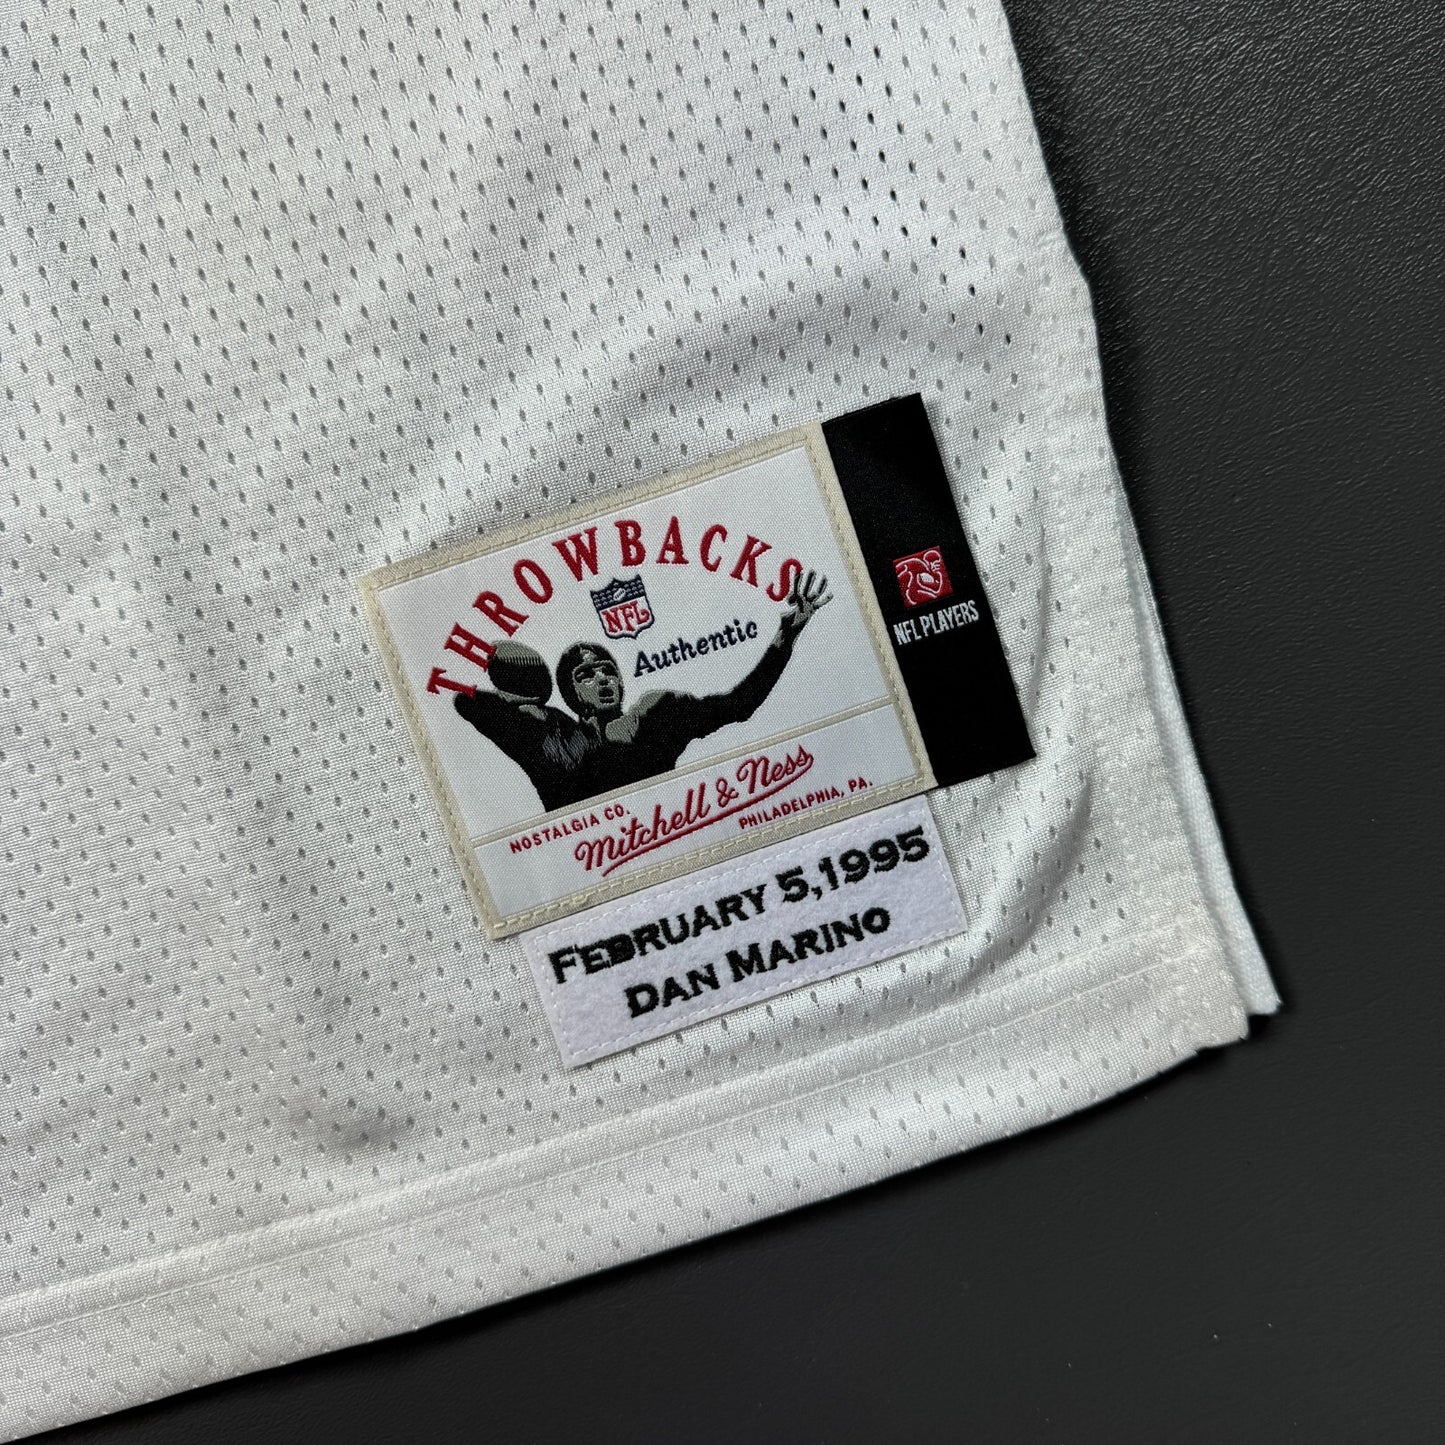 THROWBACKS
NFL
Authentic
NFL PLAYERS
NOSTALGIA CO. Mitchell & Ness PHILADELPHIA, PA.
FEBRUARY 5,1995
DAN MARINO